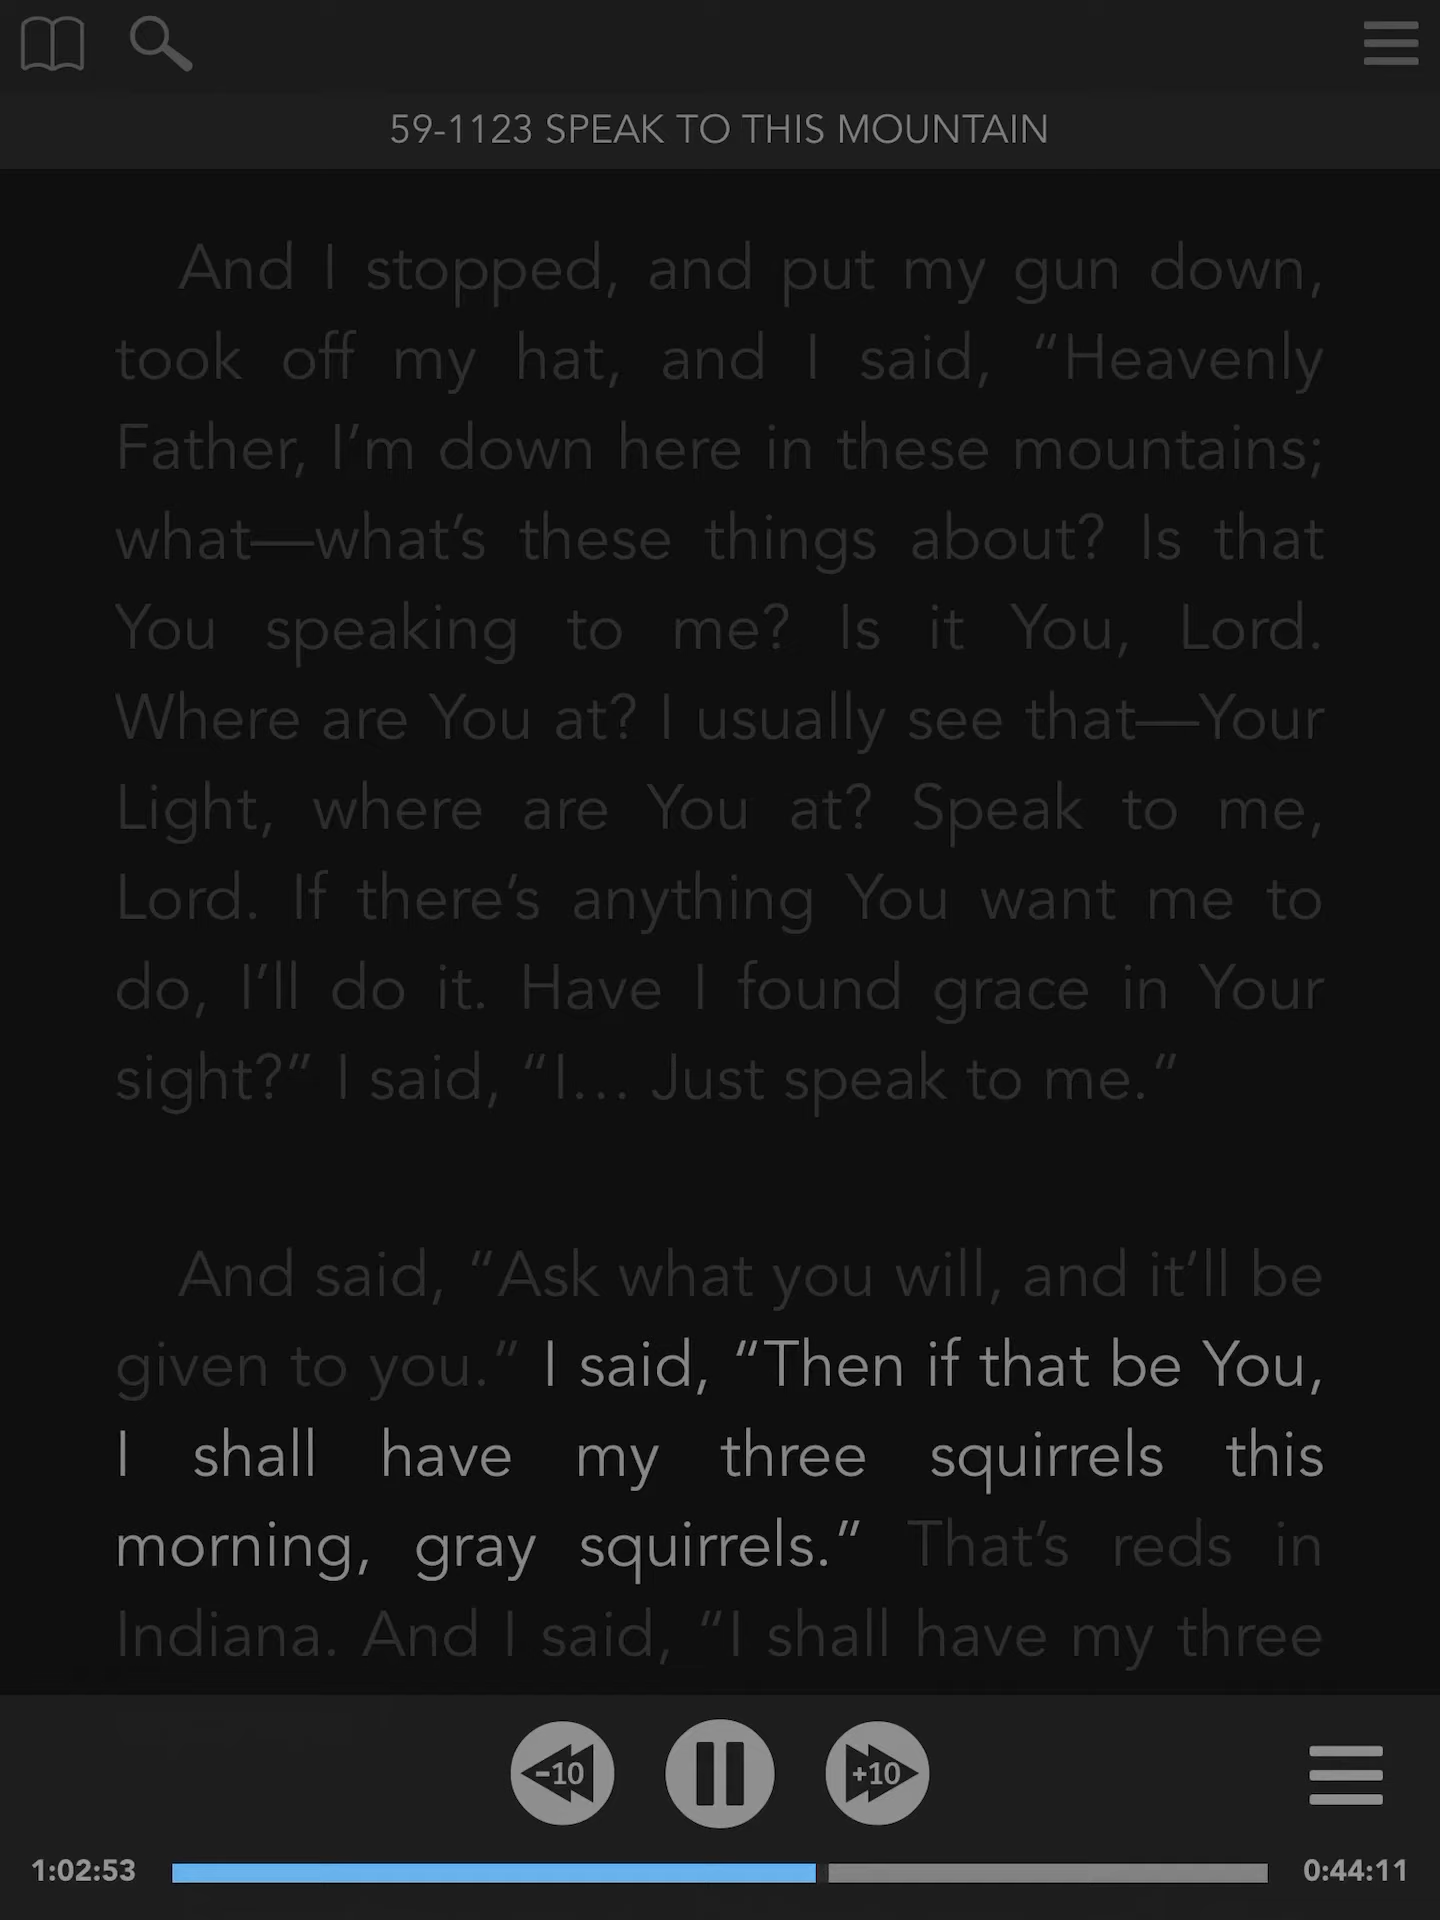 59-1123 SPEAK TO THIS MOUNTAIN
And I stopped, and put my gun down,
took off my hat, and I said, “Heavenly
Father, I’m down here in these mountains;
what—what’s these things about? Is that
You speaking to me? Is it You, Lord.
Where are You at? I usually see that—Your
Light, where are You at? Speak to me,
Lord. If there’s anything You want me to
do, I’ll do it. Have I found grace in Your
sight?” I said, “I… Just speak to me.”
And said, “Ask what you will, and it’ll be
given to you.” I said, “Then if that be You,
I shall have my three squirrels this
morning, gray squirrels.” That’s reds in
Indiana. And I said, “I shall have my three
-10
+10
1:02:53
0:44:11